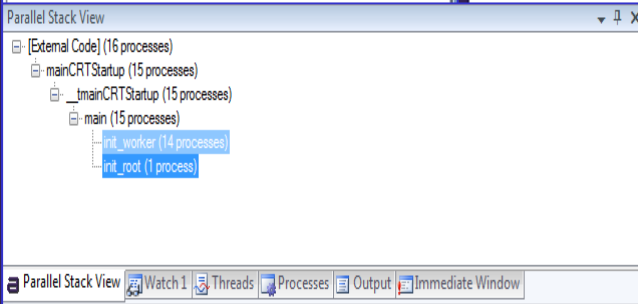 Parallel Stack View
[External Code] (16 processes)
mainCRTStartup (15 processes)
__tmainCRTStartup (15 processes)
main (15 processes)
init_worker (14 processes)
init_root (1 process)
Parallel Stack View Watch 1 Threads Processes Output Immediate Window